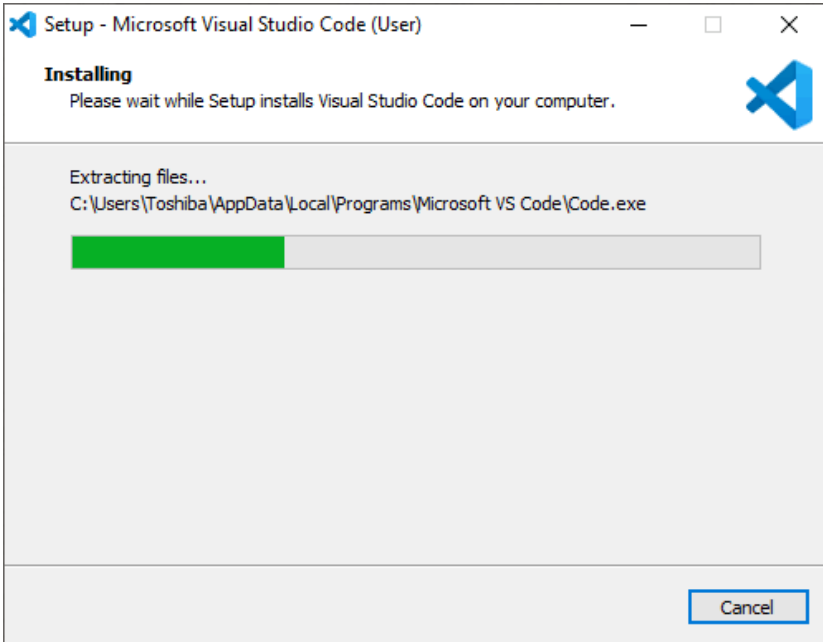 Setup - Microsoft Visual Studio Code (User)
Installing
Please wait while Setup installs Visual Studio Code on your computer.
Extracting files...
C:\Users\Toshiba\AppData\Local\Programs\Microsoft VS Code\Code.exe
Cancel